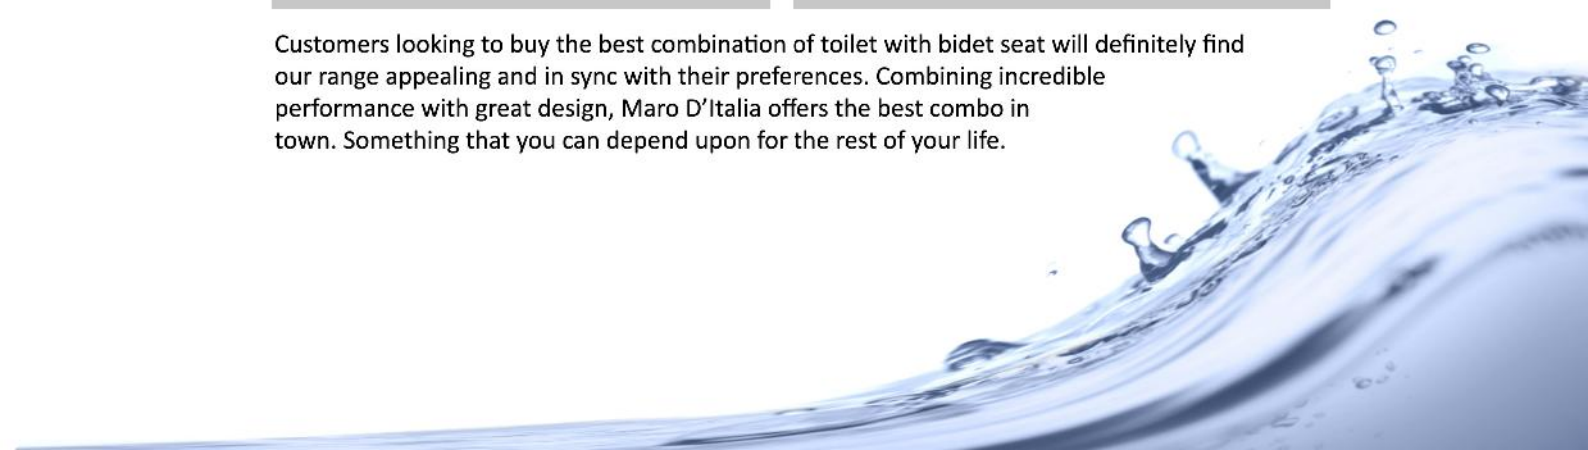 Customers looking to buy the best combination of toilet with bidet seat will definitely find
our range appealing and in sync with their preferences. Combining incredible
performance with great design, Maro D’Italia offers the best combo in
town. Something that you can depend upon for the rest of your life.